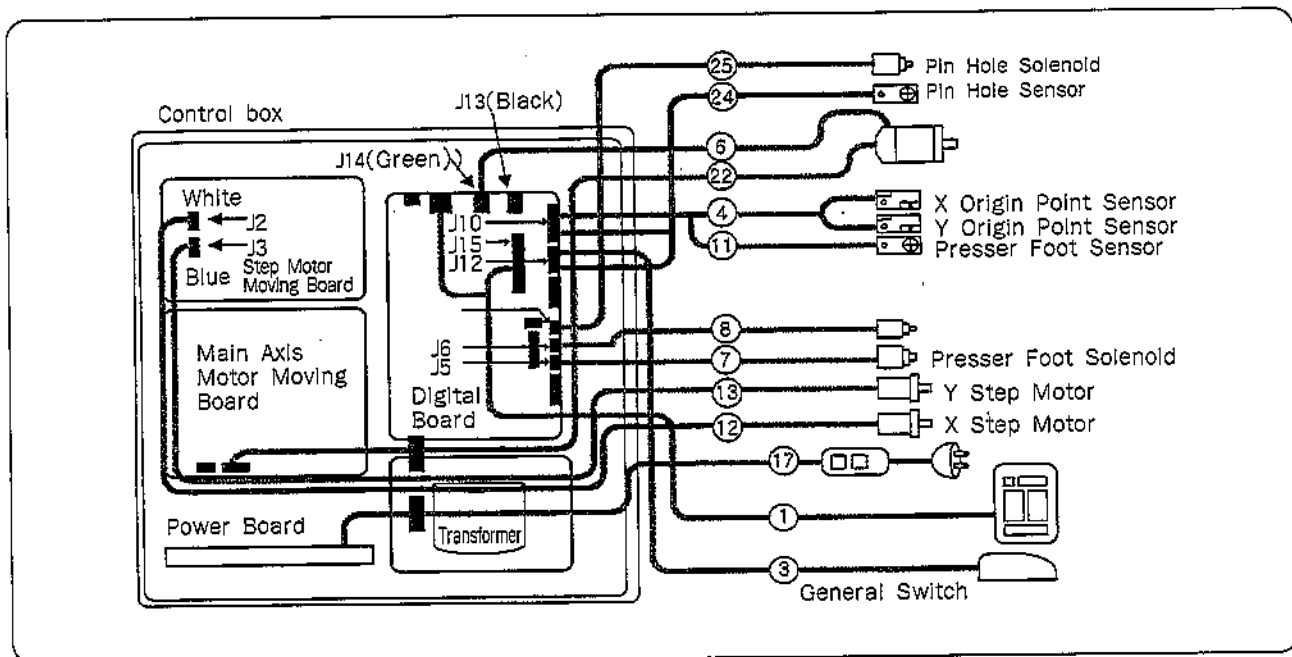 25
Pin Hole Solenoid
24
Pin Hole Sensor
J13(Black)
Control box
6
J14(Green))
22
White
J2
J10
4
X Origin Point Sensor
Y Origin Point Sensor
J3
J15
11
Presser Foot Sensor
J12
Blue
Step Motor
Moving Board
8
J6
7
Presser Foot Solenoid
J5
Main Axis
Motor Moving
Board
13
Y Step Motor
Digital
Board
12
X Step Motor
17
Power Board
Transformer
1
3
General Switch